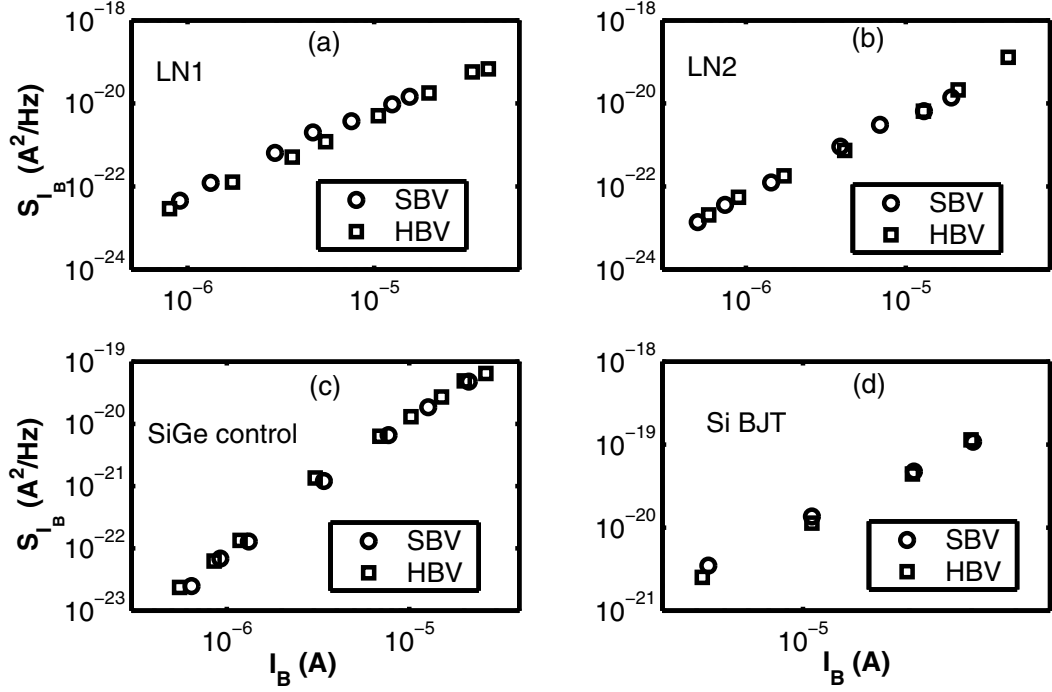 (a)
LN1
SBV
HBV
10^-18
10^-20
10^-22
10^-24
10^-6
10^-5
S_I_B (A^2/Hz)
(b)
LN2
SBV
HBV
10^-18
10^-20
10^-22
10^-24
10^-6
10^-5
(c)
SiGe control
SBV
HBV
10^-19
10^-20
10^-21
10^-22
10^-23
10^-6
10^-5
S_I_B (A^2/Hz)
I_B (A)
(d)
Si BJT
SBV
HBV
10^-18
10^-19
10^-20
10^-21
10^-5
I_B (A)